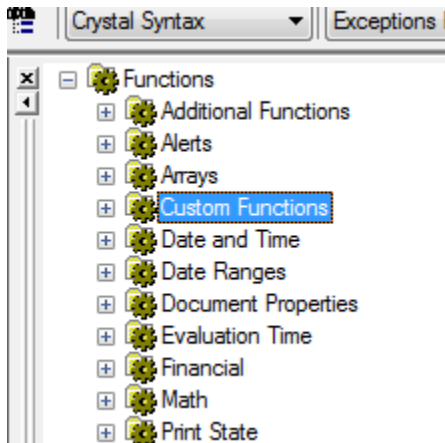 Crystal Syntax Exceptions
Functions
Additional Functions
Alerts
Arrays
Custom Functions
Date and Time
Date Ranges
Document Properties
Evaluation Time
Financial
Math
Print State